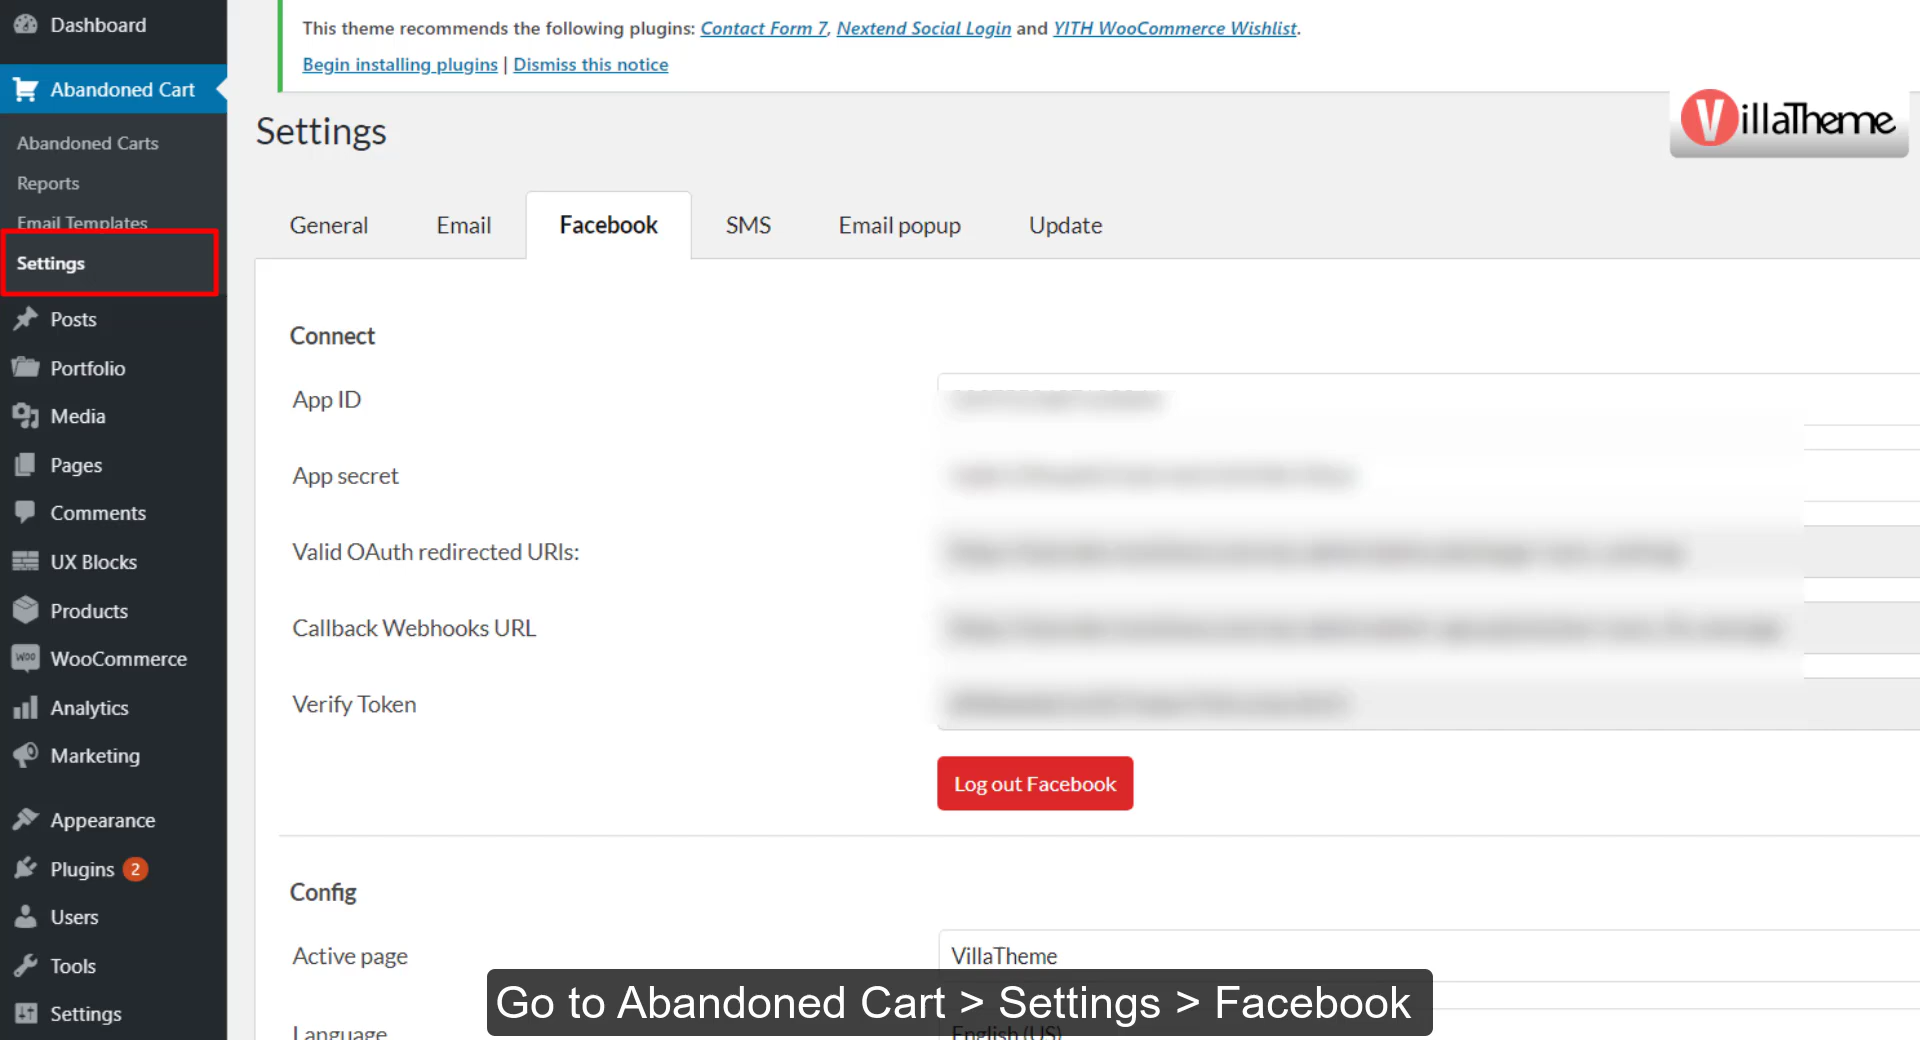 Dashboard
Abandoned Cart
Abandoned Carts
Reports
Email Templates
Settings
Posts
Portfolio
Media
Pages
Comments
UX Blocks
Products
WooCommerce
Analytics
Marketing
Appearance
Plugins 2
Users
Tools
Settings
This theme recommends the following plugins: Contact Form 7, Nextend Social Login and YITH WooCommerce Wishlist.
Begin installing plugins | Dismiss this notice
Settings
VillaTheme
General Email Facebook SMS Email popup Update
Connect
App ID
App secret
Valid OAuth redirected URIs:
Callback Webhooks URL
Verify Token
Log out Facebook
Config
Active page VillaTheme
Language English (US)
Go to Abandoned Cart > Settings > Facebook